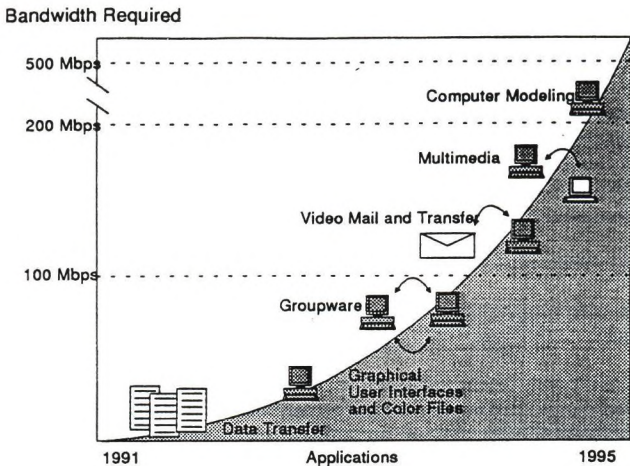 Bandwidth Required
500 Mbps
Computer Modeling
200 Mbps
Multimedia
Video Mail and Transfer
100 Mbps
Groupware
Graphical
User Interfaces
and Color Files
Data Transfer
1991 Applications 1995